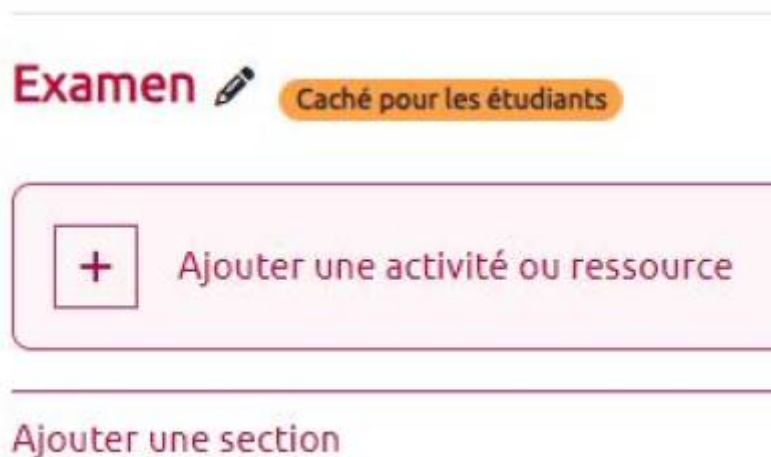 Examen
Caché pour les étudiants
+ Ajouter une activité ou ressource
Ajouter une section